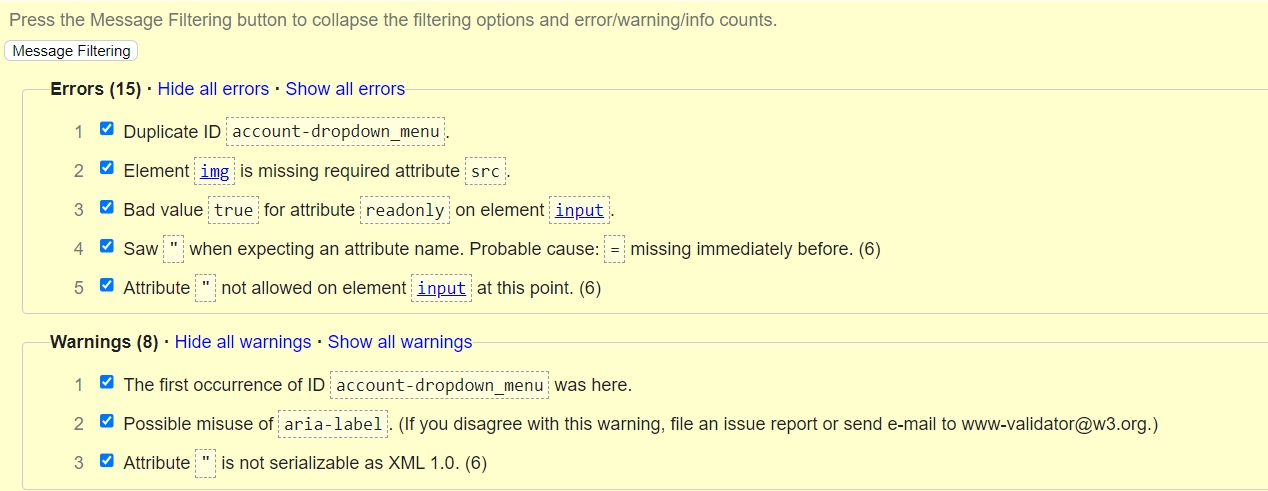 Press the Message Filtering button to collapse the filtering options and error/warning/info counts.
Message Filtering
Errors (15) · Hide all errors · Show all errors
1 Duplicate ID account-dropdown_menu.
2 Element img is missing required attribute src.
3 Bad value true for attribute readonly on element input.
4 Saw " when expecting an attribute name. Probable cause: = missing immediately before. (6)
5 Attribute " not allowed on element input at this point. (6)
Warnings (8) · Hide all warnings · Show all warnings
1 The first occurrence of ID account-dropdown_menu was here.
2 Possible misuse of aria-label. (If you disagree with this warning, file an issue report or send e-mail to www-validator@w3.org.)
3 Attribute " is not serializable as XML 1.0. (6)